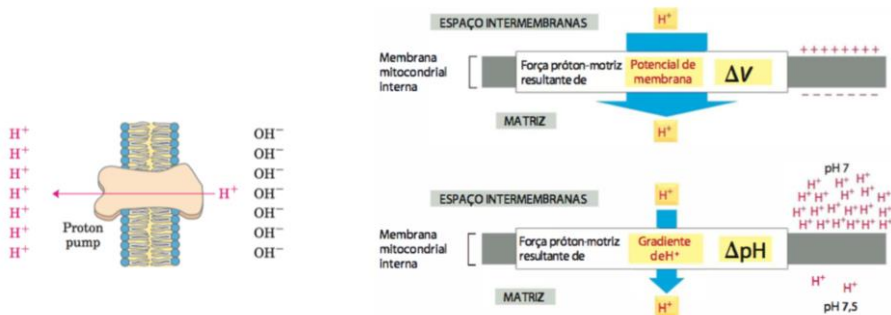 H⁺
H⁺
H⁺
H⁺
H⁺
H⁺
H⁺
Proton
pump
H⁺
OH⁻
OH⁻
OH⁻
OH⁻
OH⁻
OH⁻
OH⁻
ESPAÇO INTERMEMBRANAS
H⁺
Membrana
mitocondrial
interna
Força próton-motriz
resultante de
Potencial de
membrana
ΔV
++++++++
MATRIZ
H⁺
pH 7
ESPAÇO INTERMEMBRANAS
H⁺
H⁺
H⁺ H⁺ H⁺
H⁺ H⁺ H⁺ H⁺
H⁺ H⁺ H⁺ H⁺ H⁺ H⁺
H⁺ H⁺ H⁺ H⁺ H⁺ H⁺
Membrana
mitocondrial
interna
Força próton-motriz
resultante de
Gradiente
de H⁺
ΔpH
MATRIZ
H⁺
H⁺ H⁺
pH 7,5